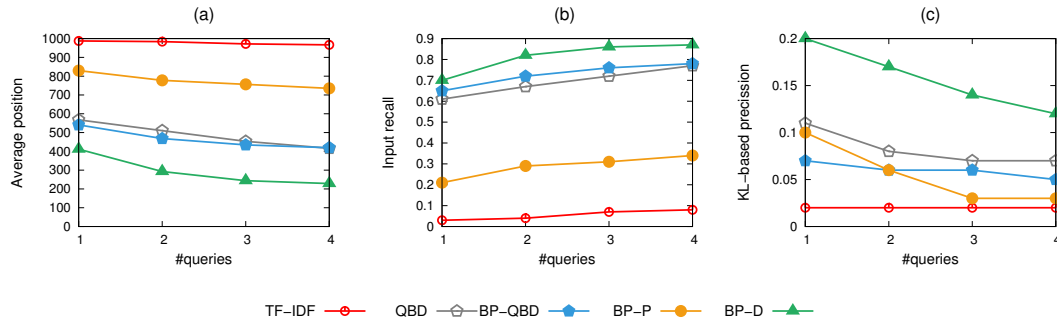 (a)
Average position
1000
900
800
700
600
500
400
300
200
100
0
1 2 3 4
#queries
(b)
Input recall
0.9
0.8
0.7
0.6
0.5
0.4
0.3
0.2
0.1
0
1 2 3 4
#queries
(c)
KL-based precission
0.2
0.15
0.1
0.05
0
1 2 3 4
#queries
TF-IDF QBD BP-QBD BP-P BP-D